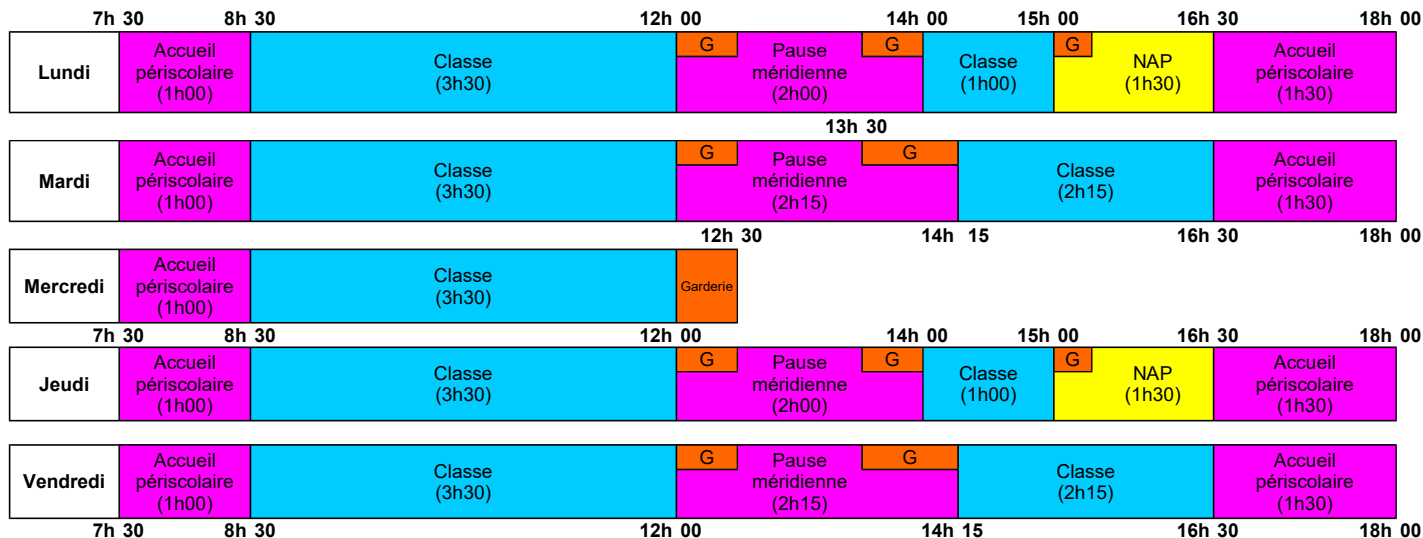 7h 30 8h 30 12h 00 14h 00 15h 00 16h 30 18h 00
Lundi
Accueil
périscolaire
(1h00)
Classe
(3h30)
G
Pause
méridienne
(2h00)
G
Classe
(1h00)
G
NAP
(1h30)
Accueil
périscolaire
(1h30)
13h 30
Mardi
Accueil
périscolaire
(1h00)
Classe
(3h30)
G
Pause
méridienne
(2h15)
G
Classe
(2h15)
Accueil
périscolaire
(1h30)
12h 30 14h 15 16h 30 18h 00
Mercredi
Accueil
périscolaire
(1h00)
Classe
(3h30)
Garderie
7h 30 8h 30 12h 00 14h 00 15h 00 16h 30 18h 00
Jeudi
Accueil
périscolaire
(1h00)
Classe
(3h30)
G
Pause
méridienne
(2h00)
G
Classe
(1h00)
G
NAP
(1h30)
Accueil
périscolaire
(1h30)
Vendredi
Accueil
périscolaire
(1h00)
Classe
(3h30)
G
Pause
méridienne
(2h15)
G
Classe
(2h15)
Accueil
périscolaire
(1h30)
7h 30 8h 30 12h 00 14h 15 16h 30 18h 00